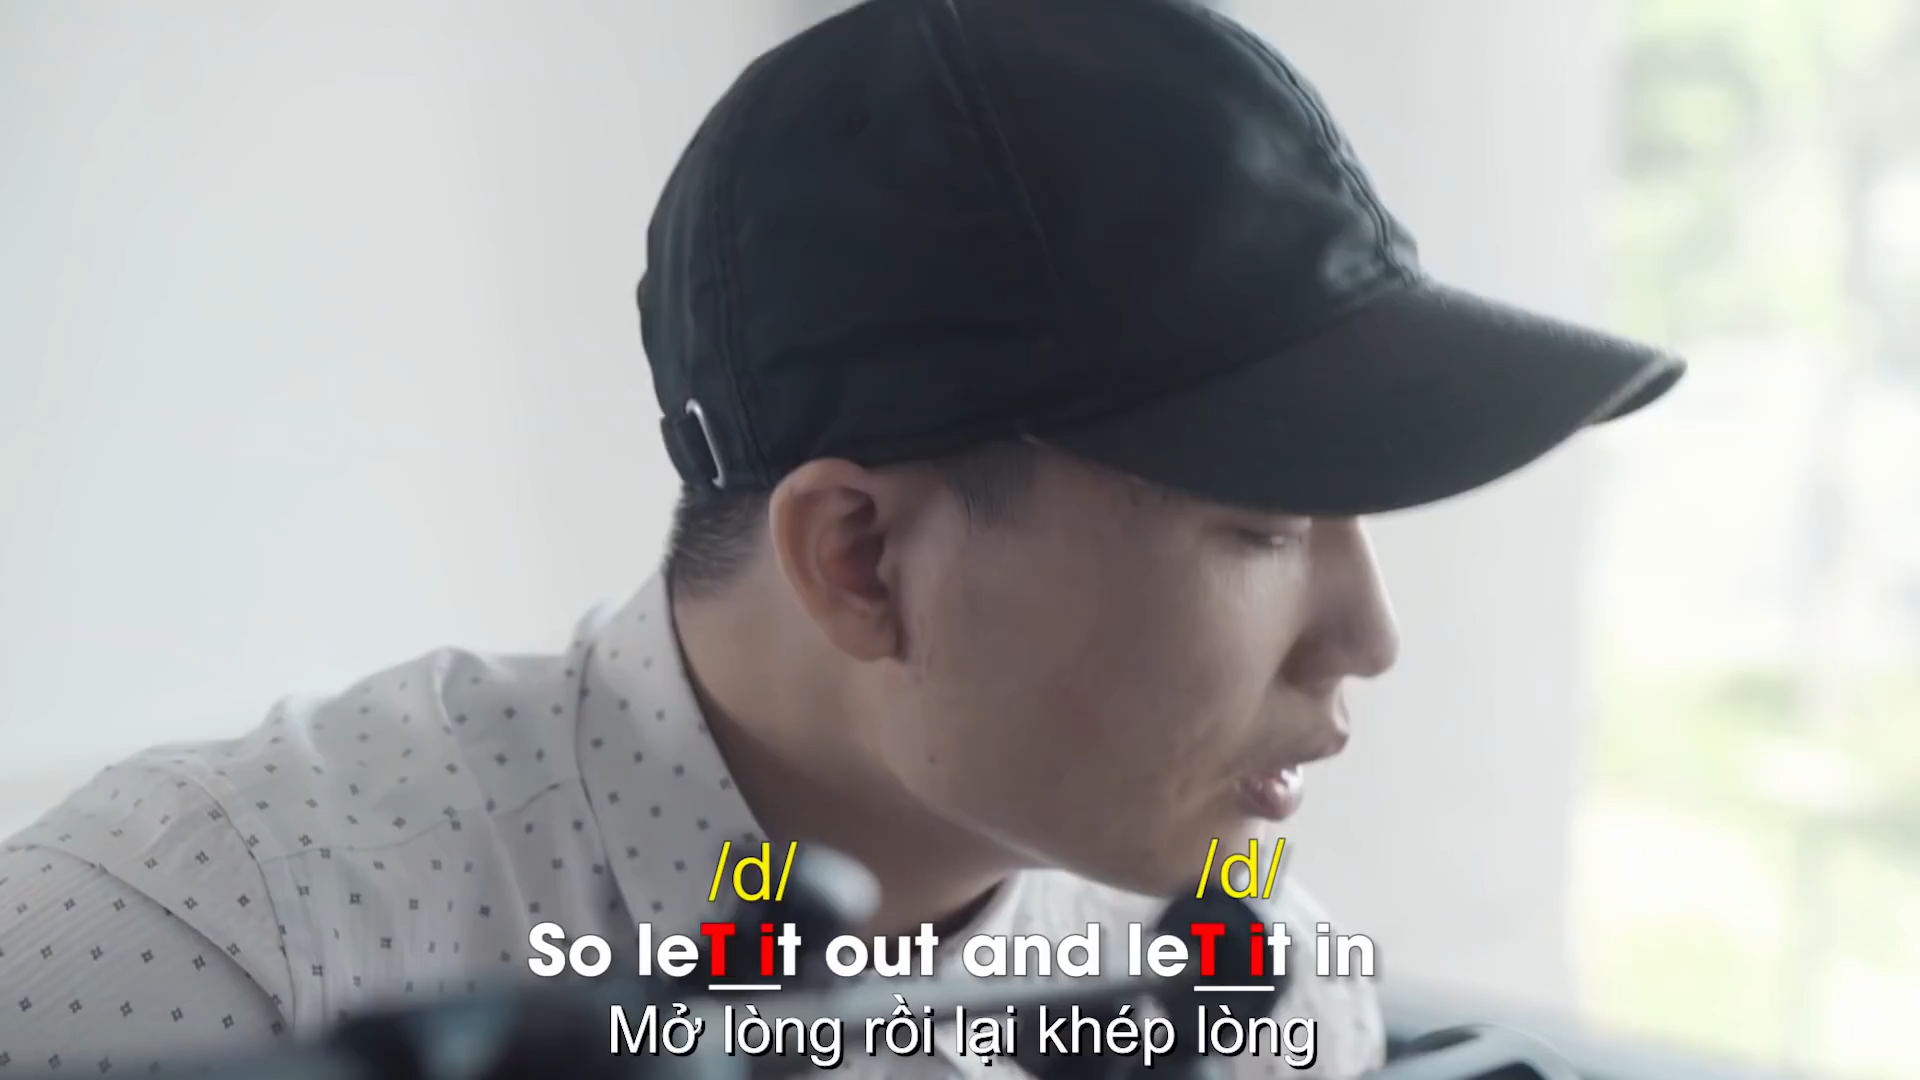 /d/ /d/
So leT it out and leT it in
Mở lòng rồi lại khép lòng